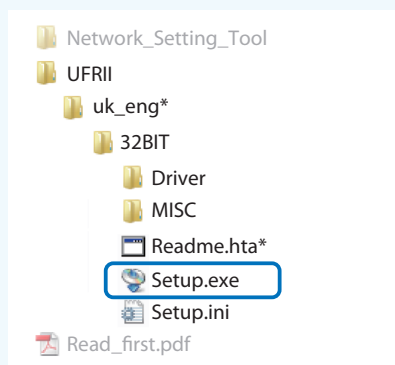 Network_Setting_Tool
UFRII
uk_eng*
32BIT
Driver
MISC
Readme.hta*
Setup.exe
Setup.ini
Read_first.pdf